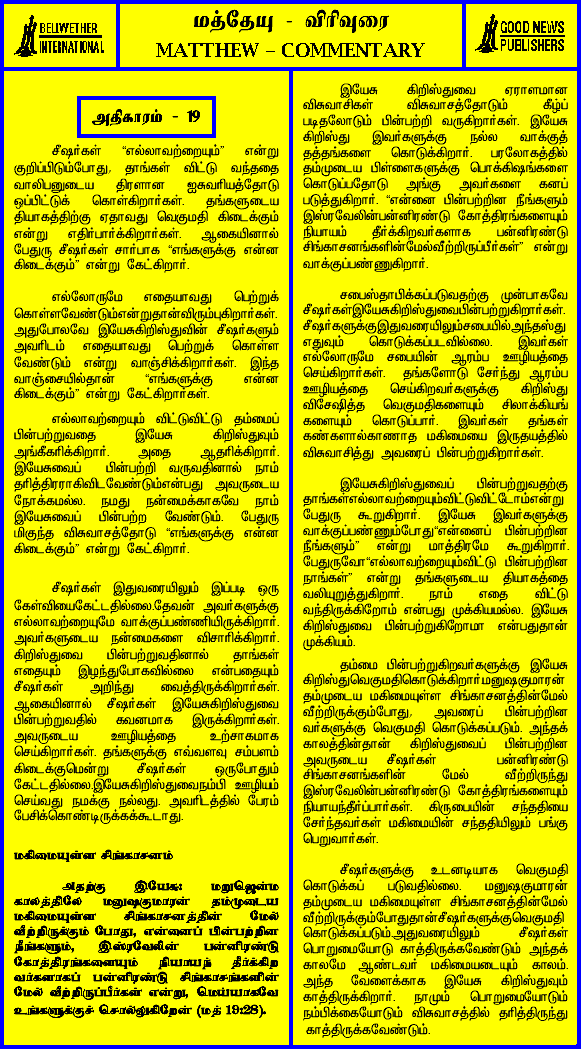 BELLWETHER
INTERNATIONAL
மத்தேயு - விரிவுரை
MATTHEW – COMMENTARY
GOOD NEWS
PUBLISHERS
அதிகாரம் - 19
சீஷர்கள் “எல்லாவற்றையும்” என்று
குறிப்பிடும்போது, தாங்கள் விட்டு வந்ததை
வாலிபனுடைய திரளான ஐசுவரியத்தோடு
ஒப்பிட்டுக் கொள்கிறார்கள். தங்களுடைய
தியாகத்திற்கு ஏதாவது வெகுமதி கிடைக்கும்
என்று எதிர்பார்க்கிறார்கள். ஆகையினால்
பேதுரு சீஷர்கள் சார்பாக “எங்களுக்கு என்ன
கிடைக்கும்” என்று கேட்கிறார்.
எல்லோருமே எதையாவது பெற்றுக்
கொள்ளவேண்டும்என்றுதான்விரும்புகிறார்கள்.
அதுபோலவே இயேசுகிறிஸ்துவின் சீஷர்களும்
அவரிடம் எதையாவது பெற்றுக் கொள்ள
வேண்டும் என்று வாஞ்சிக்கிறார்கள். இந்த
வாஞ்சையில்தான் “எங்களுக்கு என்ன
கிடைக்கும்” என்று கேட்கிறார்கள்.
எல்லாவற்றையும் விட்டுவிட்டு தம்மைப்
பின்பற்றுவதை இயேசு கிறிஸ்துவும்
அங்கீகரிக்கிறார். அதை ஆதரிக்கிறார்.
இயேசுவைப் பின்பற்றி வருவதினால் நாம்
தரித்திரராகிவிடவேண்டும்என்பது அவருடைய
நோக்கமல்ல. நமது நன்மைக்காகவே நாம்
இயேசுவைப் பின்பற்ற வேண்டும். பேதுரு
மிகுந்த விசுவாசத்தோடு “எங்களுக்கு என்ன
கிடைக்கும்” என்று கேட்கிறார்.
சீஷர்கள் இதுவரையிலும் இப்படி ஒரு
கேள்வியைகேட்டதில்லை.தேவன் அவர்களுக்கு
எல்லாவற்றையுமே வாக்குப்பண்ணியிருக்கிறார்.
அவர்களுடைய நன்மைகளை விசாரிக்கிறார்.
கிறிஸ்துவை பின்பற்றுவதினால் தாங்கள்
எதையும் இழந்துபோகவில்லை என்பதையும்
சீஷர்கள் அறிந்து வைத்திருக்கிறார்கள்.
ஆகையினால் சீஷர்கள் இயேசுகிறிஸ்துவை
பின்பற்றுவதில் கவனமாக இருக்கிறார்கள்.
அவருடைய ஊழியத்தை உற்சாகமாக
செய்கிறார்கள். தங்களுக்கு எவ்வளவு சம்பளம்
கிடைக்குமென்று சீஷர்கள் ஒருபோதும்
கேட்டதில்லை.இயேசுகிறிஸ்துவைநம்பி ஊழியம்
செய்வது நமக்கு நல்லது. அவரிடத்தில் பேரம்
பேசிக்கொண்டிருக்கக்கூடாது.
மகிமையுள்ள சிங்காசனம்
அதற்கு இயேசு: மறுஜென்ம
காலத்திலே மனுஷகுமாரன் தம்முடைய
மகிமையுள்ள சிங்காசனத்தின் மேல்
வீற்றிருக்கும் போது, என்னைப் பின்பற்றின
நீங்களும், இஸ்ரவேலின் பன்னிரண்டு
கோத்திரங்களையும் நியாயந் தீர்க்கிற
வர்களாகப் பன்னிரண்டு சிங்காசங்களின்
மேல் வீற்றிருப்பீர்கள் என்று, மெய்யாகவே
உங்களுக்குச் சொல்லுகிறேன் (மத் 19:28).
இயேசு கிறிஸ்துவை ஏராளமான
விசுவாசிகள் விசுவாசத்தோடும் கீழ்ப்
படிதலோடும் பின்பற்றி வருகிறார்கள். இயேசு
கிறிஸ்து இவர்களுக்கு நல்ல வாக்குத்
தத்தங்களை கொடுக்கிறார். பரலோகத்தில்
தம்முடைய பிள்ளைகளுக்கு பொக்கிஷங்களை
கொடுப்பதோடு அங்கு அவர்களை கனப்
படுத்துகிறார். “என்னை பின்பற்றின நீங்களும்
இஸ்ரவேலின்பன்னிரண்டு கோத்திரங்களையும்
நியாயம் தீர்க்கிறவர்களாக பன்னிரண்டு
சிங்காசனங்களின்மேல்வீற்றிருப்பீர்கள்” என்று
வாக்குப்பண்ணுகிறார்.
சபைஸ்தாபிக்கப்படுவதற்கு முன்பாகவே
சீஷர்கள்இயேசுகிறிஸ்துவைபின்பற்றுகிறார்கள்.
சீஷர்களுக்குஇதுவரையிலும்சபையில்அந்தஸ்து
எதுவும் கொடுக்கப்படவில்லை. இவர்கள்
எல்லோருமே சபையின் ஆரம்ப ஊழியத்தை
செய்கிறார்கள். தங்களோடு சேர்ந்து ஆரம்ப
ஊழியத்தை செய்கிறவர்களுக்கு கிறிஸ்து
விசேஷித்த வெகுமதிகளையும் சிலாக்கியங்
களையும் கொடுப்பார். இவர்கள் தங்கள்
கண்களால்காணாத மகிமையை இருதயத்தில்
விசுவாசித்து அவரைப் பின்பற்றுகிறார்கள்.
இயேசுகிறிஸ்துவைப் பின்பற்றுவதற்கு
தாங்கள்எல்லாவற்றையும்விட்டுவிட்டோம்என்று
பேதுரு கூறுகிறார். இயேசு இவர்களுக்கு
வாக்குப்பண்ணும்போது“என்னைப் பின்பற்றின
நீங்களும்” என்று மாத்திரமே கூறுகிறார்.
பேதுருவோ“எல்லாவற்றையும்விட்டு பின்பற்றின
நாங்கள்” என்று தங்களுடைய தியாகத்தை
வலியுறுத்துகிறார். நாம் எதை விட்டு
வந்திருக்கிறோம் என்பது முக்கியமல்ல. இயேசு
கிறிஸ்துவை பின்பற்றுகிறோமா என்பதுதான்
முக்கியம்.
தம்மை பின்பற்றுகிறவர்களுக்கு இயேசு
கிறிஸ்துவெகுமதிகொடுக்கிறார்.மனுஷகுமாரன்
தம்முடைய மகிமையுள்ள சிங்காசனத்தின்மேல்
வீற்றிருக்கும்போது, அவரைப் பின்பற்றின
வர்களுக்கு வெகுமதி கொடுக்கப்படும். அந்தக்
காலத்தின்தான் கிறிஸ்துவைப் பின்பற்றின
அவருடைய சீஷர்கள் பன்னிரண்டு
சிங்காசனங்களின் மேல் வீற்றிருந்து
இஸ்ரவேலின்பன்னிரண்டு கோத்திரங்களையும்
நியாயந்தீர்ப்பார்கள். கிருபையின் சந்ததியை
சேர்ந்தவர்கள் மகிமையின் சந்ததியிலும் பங்கு
பெறுவார்கள்.
சீஷர்களுக்கு உடனடியாக வெகுமதி
கொடுக்கப் படுவதில்லை. மனுஷகுமாரன்
தம்முடைய மகிமையுள்ள சிங்காசனத்தின்மேல்
வீற்றிருக்கும்போதுதான்சீஷர்களுக்குவெகுமதி
கொடுக்கப்படும்.அதுவரையிலும் சீஷர்கள்
பொறுமையோடு காத்திருக்கவேண்டும் அந்தக்
காலமே ஆண்டவர் மகிமையடையும் காலம்.
அந்த வேளைக்காக இயேசு கிறிஸ்துவும்
காத்திருக்கிறார். நாமும் பொறுமையோடும்
நம்பிக்கையோடும் விசுவாசத்தில் தரித்திருந்து
காத்திருக்கவேண்டும்.